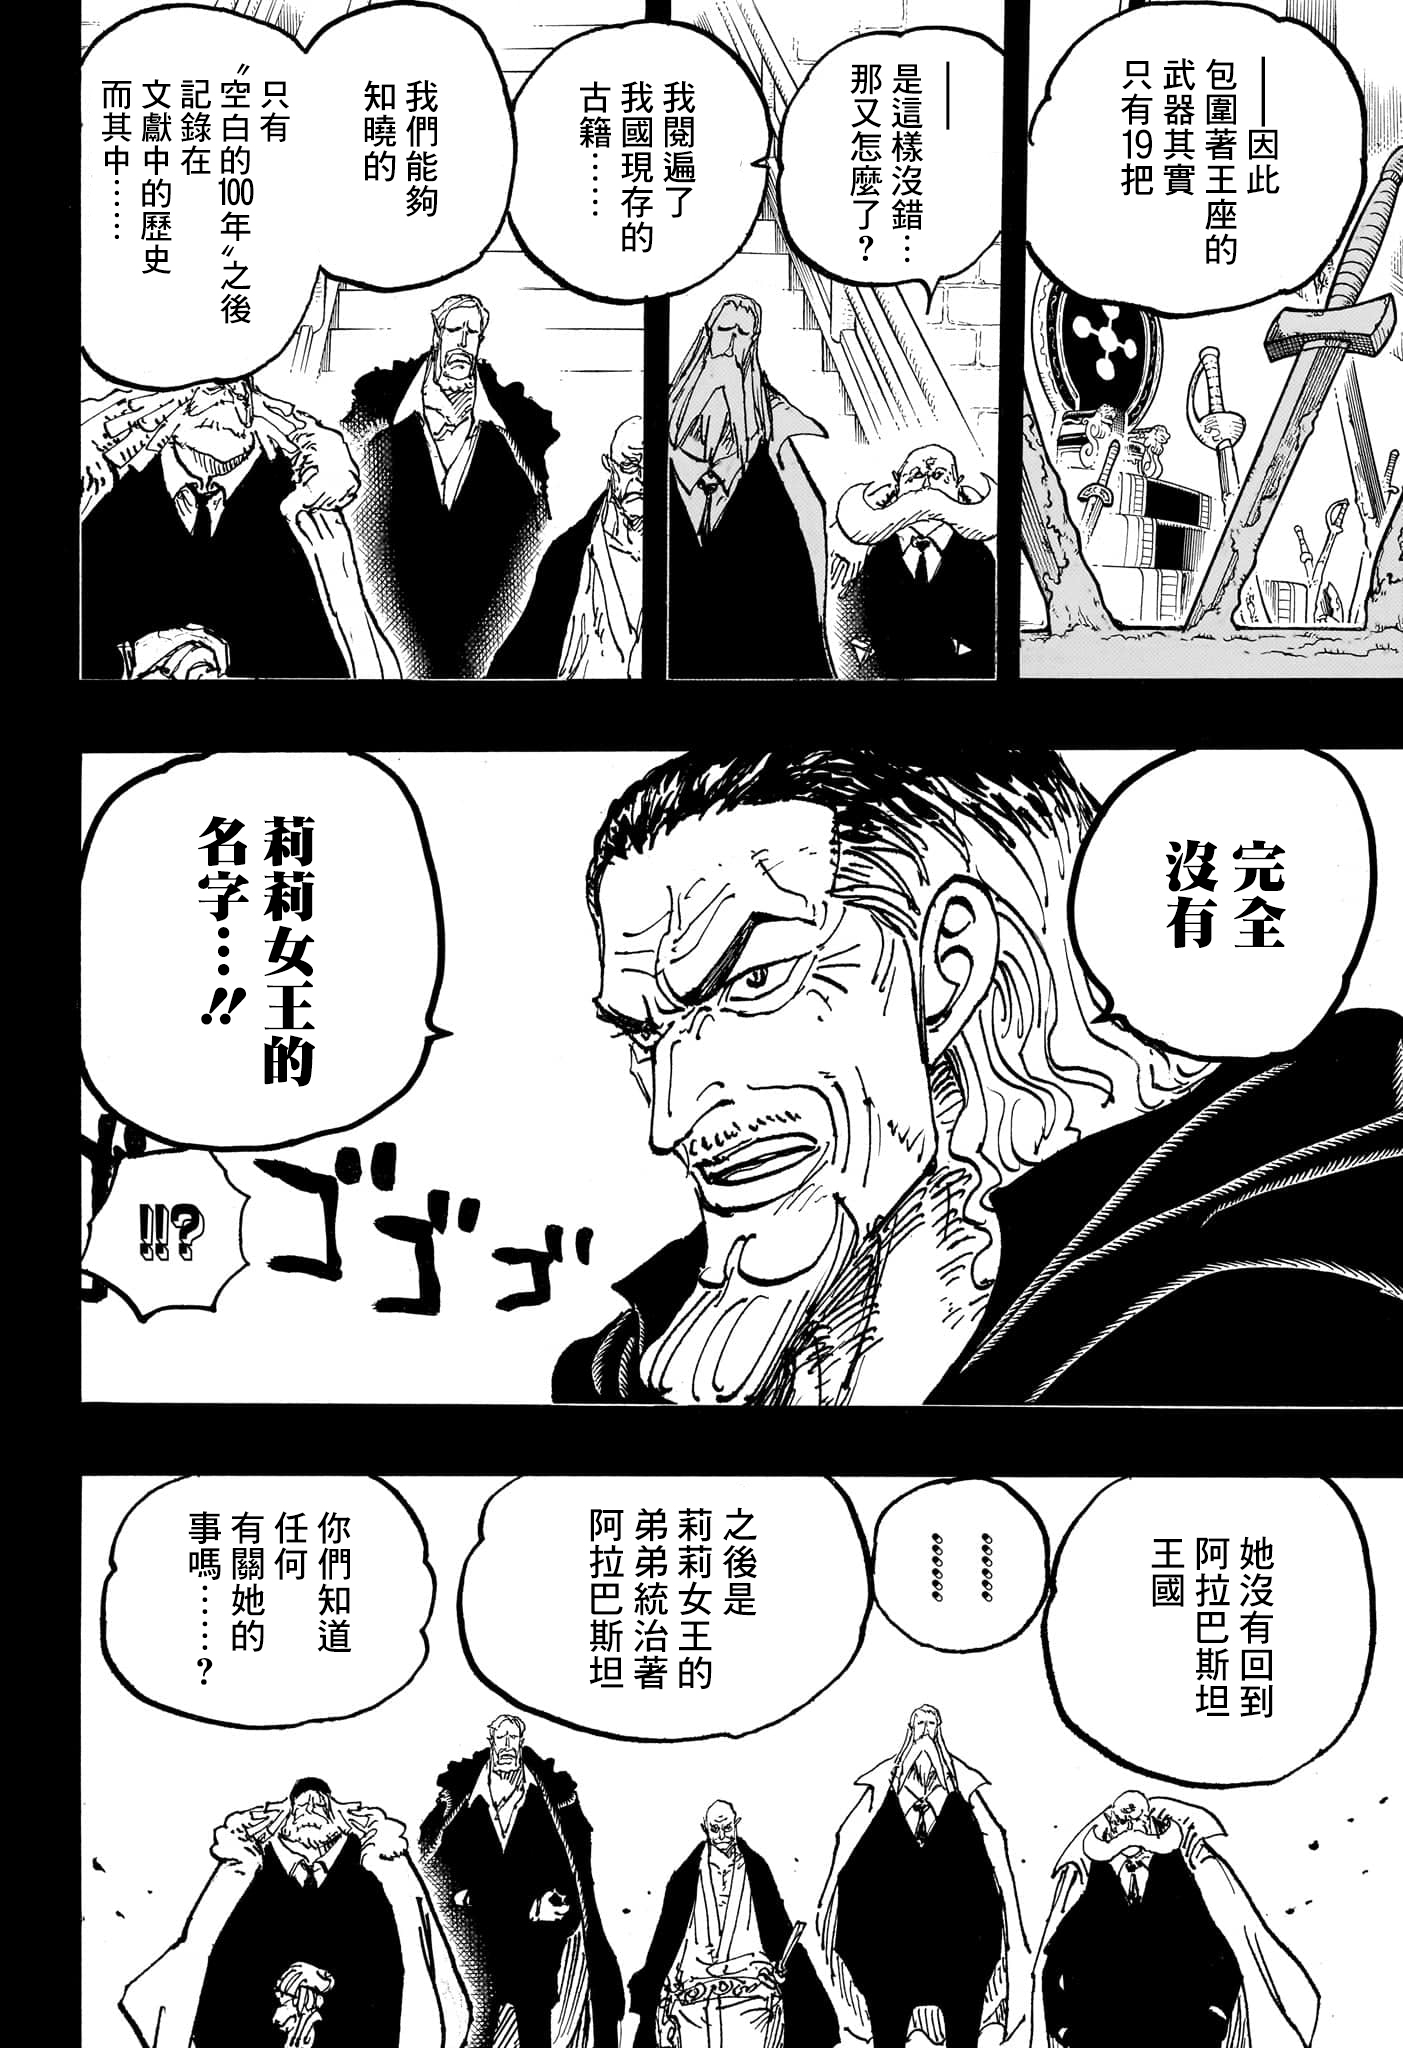 ——因此
包圍著王座的
武器其實
只有19把
——
是這樣沒錯…
那又怎麼了?
我閱遍了
我國現存的
古籍……
我們能夠
知曉的
只有
〝空白的100年〞之後
記錄在
文獻中的歷史
而其中……
完全
沒有
莉莉女王的
名字…!!
ゴゴゴ
!!?
她沒有回到
阿拉巴斯坦
王國
………
………
之後是
莉莉女王的
弟弟統治著
阿拉巴斯坦
你們知道
任何
有關她的
事嗎……?